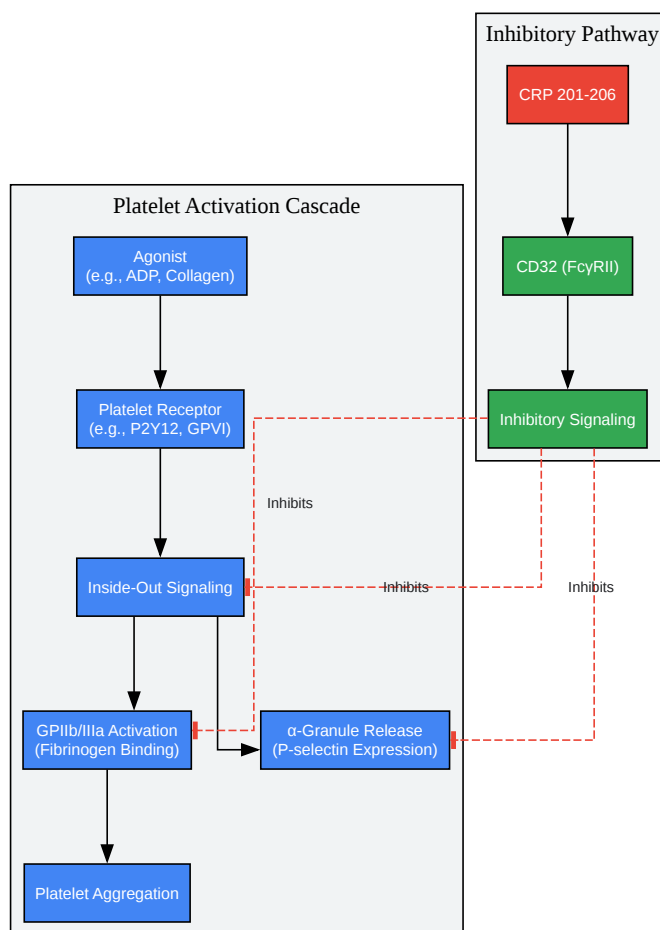 Inhibitory Pathway
CRP 201-206
CD32 (FcγRII)
Inhibitory Signaling
Platelet Activation Cascade
Agonist
(e.g., ADP, Collagen)
Platelet Receptor
(e.g., P2Y12, GPVI)
Inhibits
Inside-Out Signaling
Inhibits
Inhibits
GPIIb/IIIa Activation
(Fibrinogen Binding)
α-Granule Release
(P-selectin Expression)
Platelet Aggregation